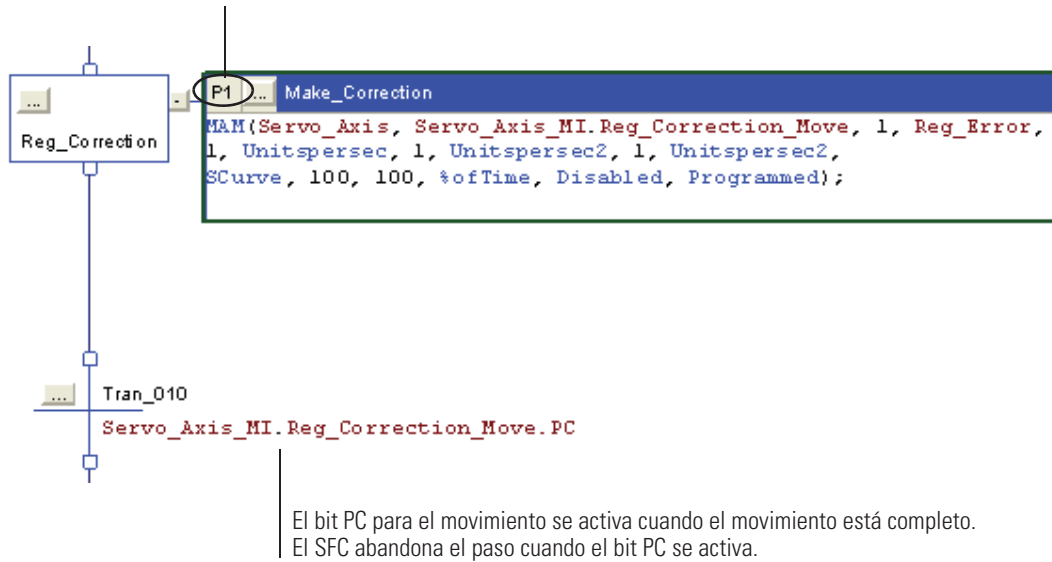 P1 ... Make_Correction
...
Reg_Correction
-
MAM(Servo_Axis, Servo_Axis_MI.Reg_Correction_Move, 1, Reg_Error,
1, Unitspersec, 1, Unitspersec2, 1, Unitspersec2,
SCurve, 100, 100, %ofTime, Disabled, Programmed);
... Tran_010
Servo_Axis_MI.Reg_Correction_Move.PC
El bit PC para el movimiento se activa cuando el movimiento está completo.
El SFC abandona el paso cuando el bit PC se activa.